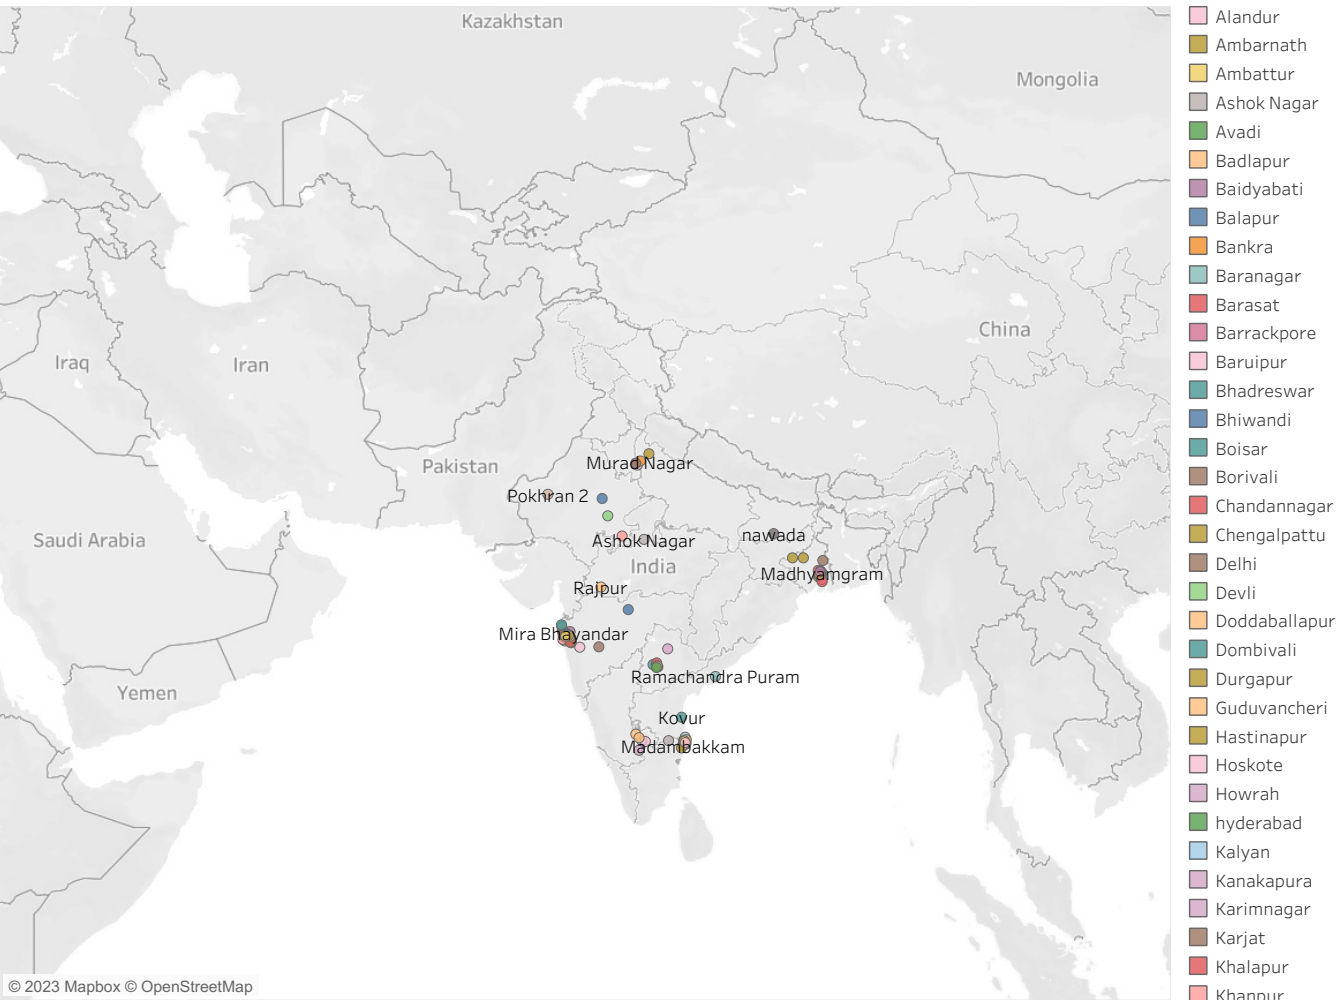 Kazakhstan
Mongolia
China
Iraq
Iran
Pakistan
Saudi Arabia
Yemen
India
Murad Nagar
Pokhran 2
Ashok Nagar
nawada
Madhyamgram
Rajpur
Mira Bhayandar
Ramachandra Puram
Kovur
Madambakkam
© 2023 Mapbox © OpenStreetMap
Alandur
Ambarnath
Ambattur
Ashok Nagar
Avadi
Badlapur
Baidyabati
Balapur
Bankra
Baranagar
Barasat
Barrackpore
Baruipur
Bhadreswar
Bhiwandi
Boisar
Borivali
Chandannagar
Chengalpattu
Delhi
Devli
Doddaballapur
Dombivali
Durgapur
Guduvancheri
Hastinapur
Hoskote
Howrah
hyderabad
Kalyan
Kanakapura
Karimnagar
Karjat
Khalapur
Khanpur